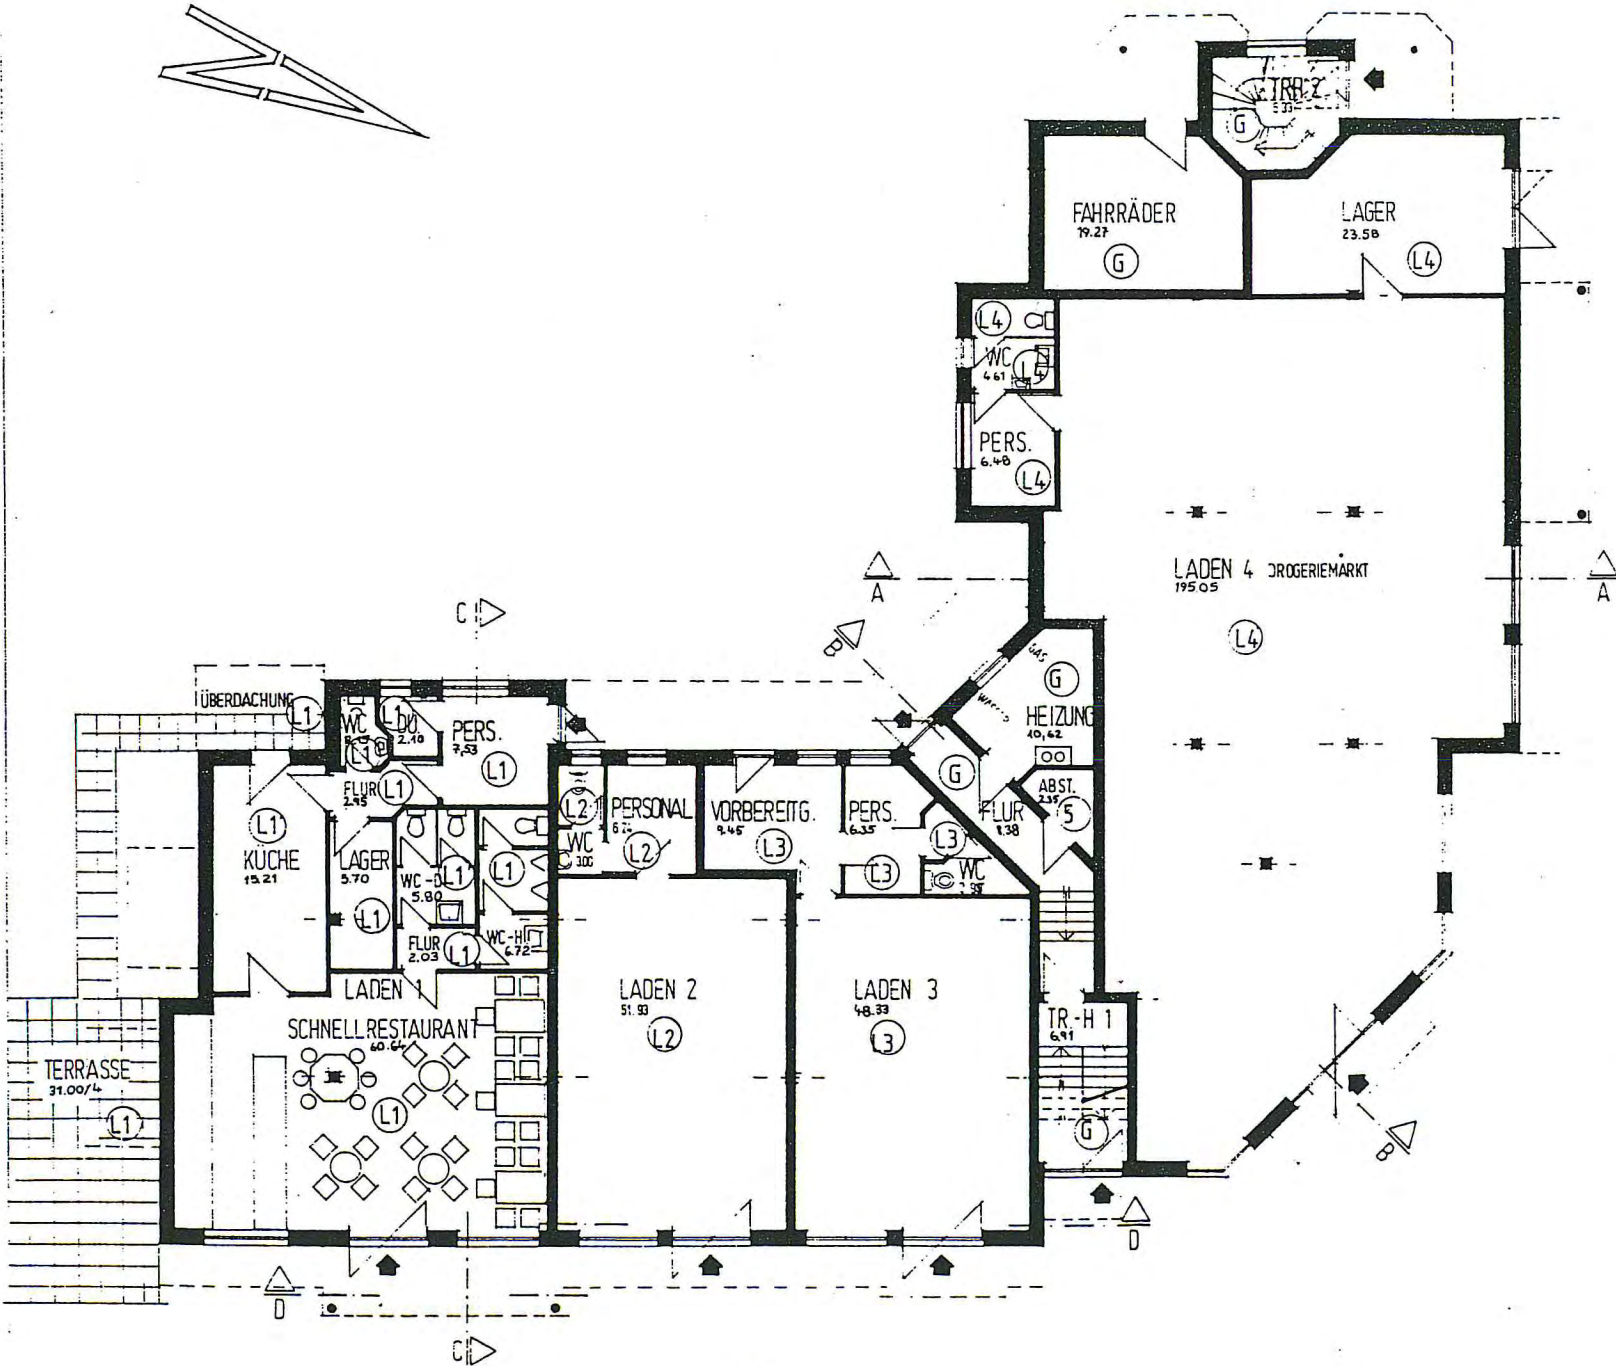 TRH 2
G
FAHRRÄDER
19.27
G
LAGER
23.58
L4
L4
WC
4.61
L4
PERS.
6.48
L4
LADEN 4 DROGERIEMARKT
195.05
L4
A
A
B
C
GAS
G
HEIZUNG
10,62
ÜBERDACHUNG
L1
WC
L1
L1
DU.
2.10
PERS.
7,53
L1
FLUR
2.95
L1
L1
KÜCHE
15.21
LAGER
5.70
L1
WC-D
5.80
L1
L1
FLUR
2.03
L1
WC-H
6.72
L2
WC
3.00
PERSONAL
L2
VORBEREITG.
9.45
L3
PERS.
6.35
L3
L3
WC
G
FLUR
ABST.
S
LADEN 1
SCHNELLRESTAURANT
60.64
L1
LADEN 2
51.93
L2
LADEN 3
48.33
L3
TR.-H 1
6.91
G
TERRASSE
31.00/4
L1
B
D
D
C